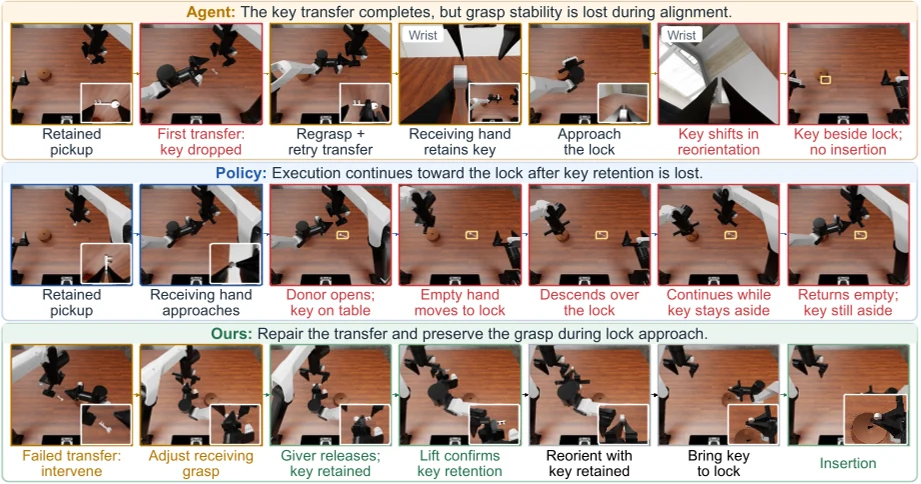 Agent: The key transfer completes, but grasp stability is lost during alignment.
Wrist
Wrist
Retained
pickup
First transfer:
key dropped
Regrasp +
retry transfer
Receiving hand
retains key
Approach
the lock
Key shifts in
reorientation
Key beside lock;
no insertion
Policy: Execution continues toward the lock after key retention is lost.
Retained
pickup
Receiving hand
approaches
Donor opens;
key on table
Empty hand
moves to lock
Descends over
the lock
Continues while
key stays aside
Returns empty;
key still aside
Ours: Repair the transfer and preserve the grasp during lock approach.
Failed transfer:
intervene
Adjust receiving
grasp
Giver releases;
key retained
Lift confirms
key retention
Reorient with
key retained
Bring key
to lock
Insertion